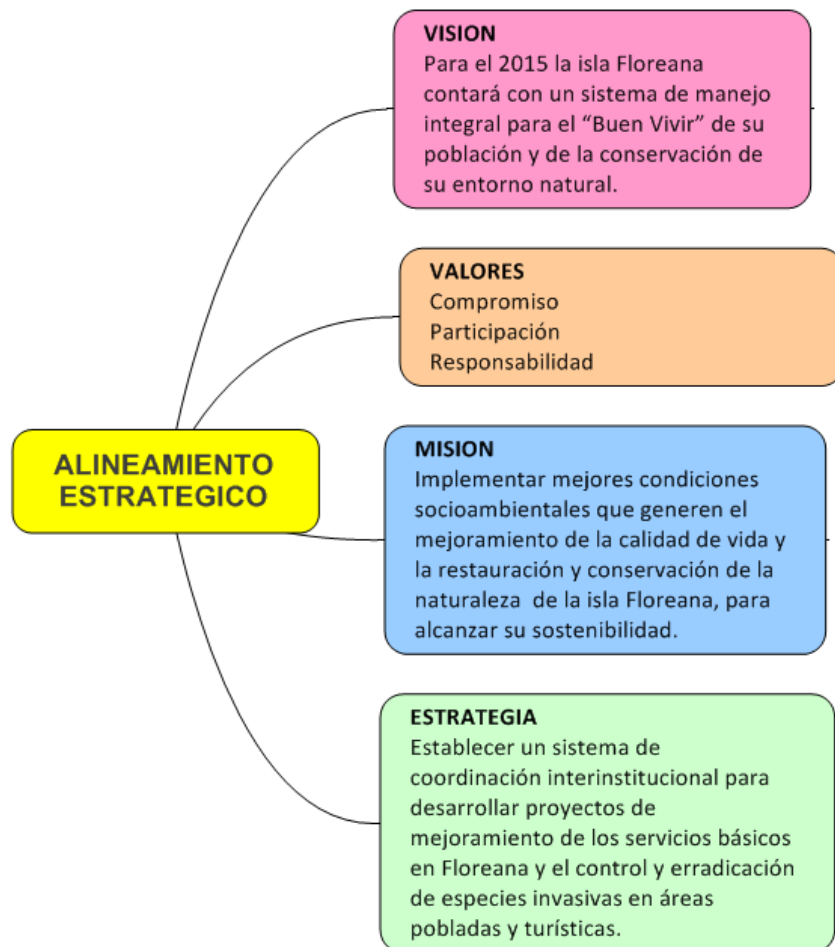 VISION
Para el 2015 la isla Floreana
contará con un sistema de manejo
integral para el “Buen Vivir” de su
población y de la conservación de
su entorno natural.
VALORES
Compromiso
Participación
Responsabilidad
ALINEAMIENTO
ESTRATEGICO
MISION
Implementar mejores condiciones
socioambientales que generen el
mejoramiento de la calidad de vida y
la restauración y conservación de la
naturaleza  de la isla Floreana, para
alcanzar su sostenibilidad.
ESTRATEGIA
Establecer un sistema de
coordinación interinstitucional para
desarrollar proyectos de
mejoramiento de los servicios básicos
en Floreana y el control y erradicación
de especies invasivas en áreas
pobladas y turísticas.